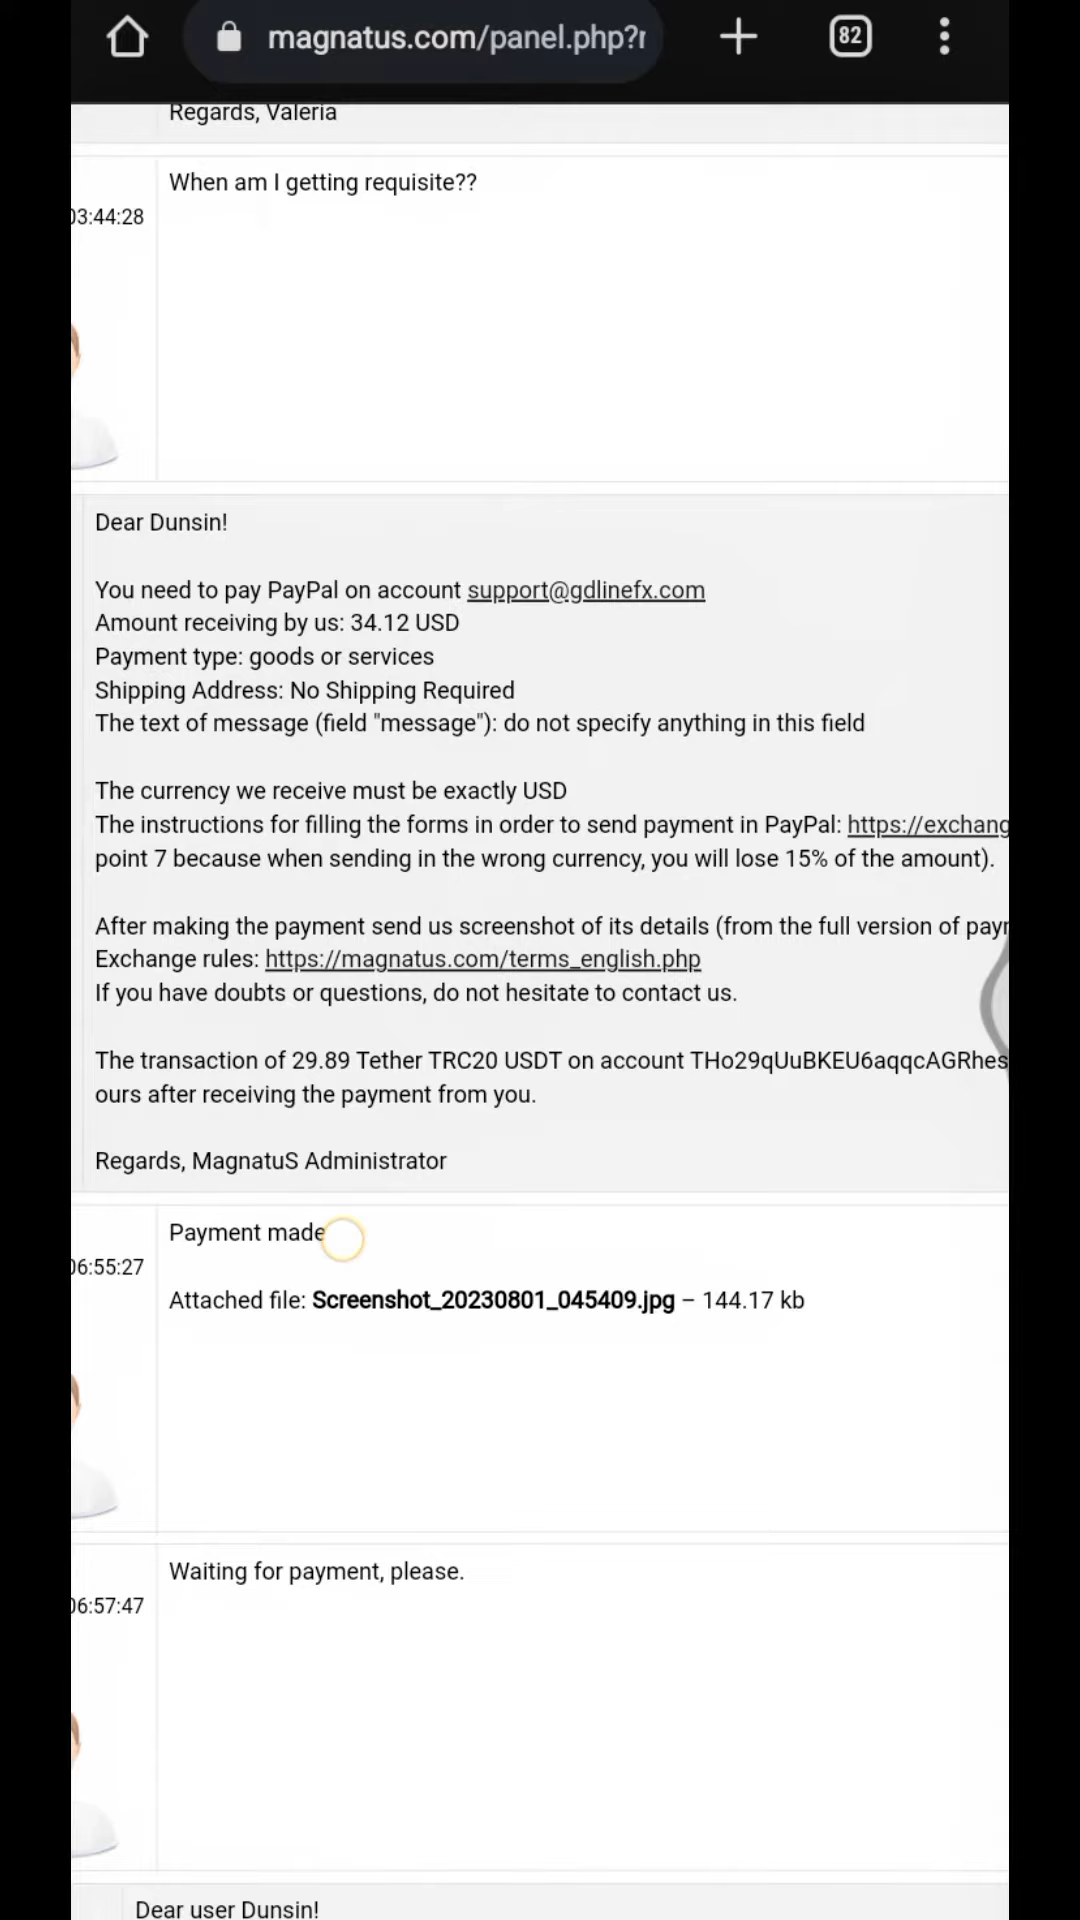 magnatus.com/panel.php?r
82
Regards, Valeria
When am I getting requisite??
03:44:28
Dear Dunsin!
You need to pay PayPal on account support@gdlinefx.com
Amount receiving by us: 34.12 USD
Payment type: goods or services
Shipping Address: No Shipping Required
The text of message (field "message"): do not specify anything in this field
The currency we receive must be exactly USD
The instructions for filling the forms in order to send payment in PayPal: https://exchang
point 7 because when sending in the wrong currency, you will lose 15% of the amount).
After making the payment send us screenshot of its details (from the full version of
Exchange rules: https://magnatus.com/terms_english.php
If you have doubts or questions, do not hesitate to contact us.
The transaction of 29.89 Tether TRC20 USDT on account THo29qUuBKEU6aqqcAGRhes
ours after receiving the payment from you.
Regards, MagnatuS Administrator
Payment made
06:55:27
Attached file: Screenshot_20230801_045409.jpg – 144.17 kb
Waiting for payment, please.
06:57:47
Dear user Dunsin!